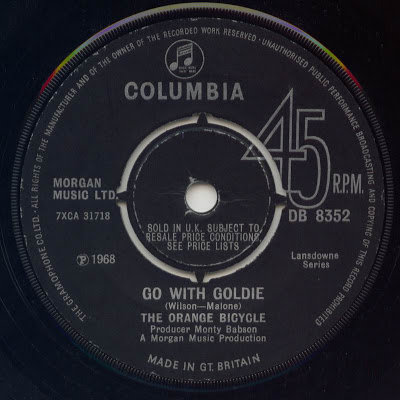 THE GRAMOPHONE CO. LTD. · ALL RIGHTS OF THE MANUFACTURER AND OF THE OWNER OF THE RECORDED WORK RESERVED · UNAUTHORISED PUBLIC PERFORMANCE BROADCASTING AND COPYING OF THIS RECORD PROHIBITED
COLUMBIA
45
R.P.M.
MORGAN
MUSIC LTD.
7XCA 31718
DB 8352
SOLD IN U.K. SUBJECT TO
RESALE PRICE CONDITIONS,
SEE PRICE LISTS
Ⓟ 1968
Lansdowne
Series
GO WITH GOLDIE
(Wilson—Malone)
THE ORANGE BICYCLE
Producer Monty Babson
A Morgan Music Production
MADE IN GT. BRITAIN